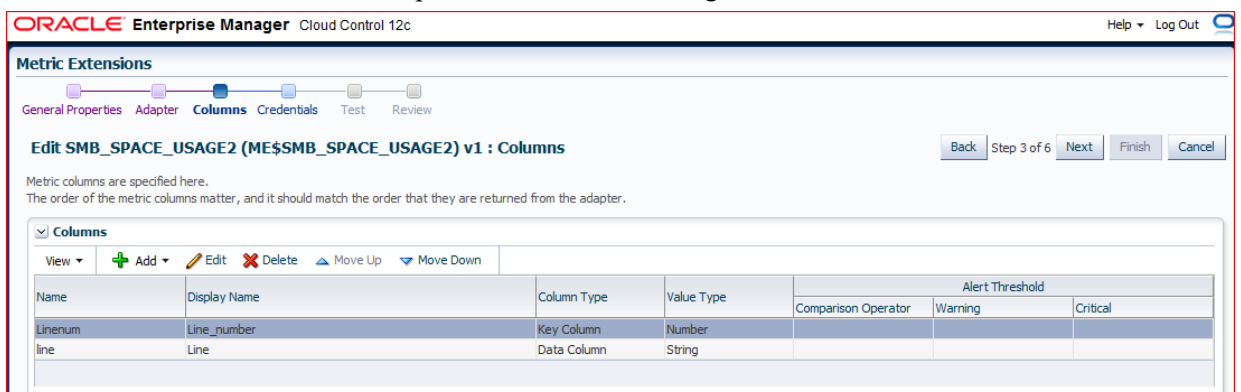 ORACLE Enterprise Manager Cloud Control 12c
Help Log Out
Metric Extensions
General Properties Adapter Columns Credentials Test Review
Edit SMB_SPACE_USAGE2 (ME$SMB_SPACE_USAGE2) v1 : Columns
Back Step 3 of 6 Next Finish Cancel
Metric columns are specified here.
The order of the metric columns matter, and it should match the order that they are returned from the adapter.
Columns
View Add Edit Delete Move Up Move Down
Name Display Name Column Type Value Type Alert Threshold
Comparison Operator Warning Critical
Linenum Line_number Key Column Number
line Line Data Column String